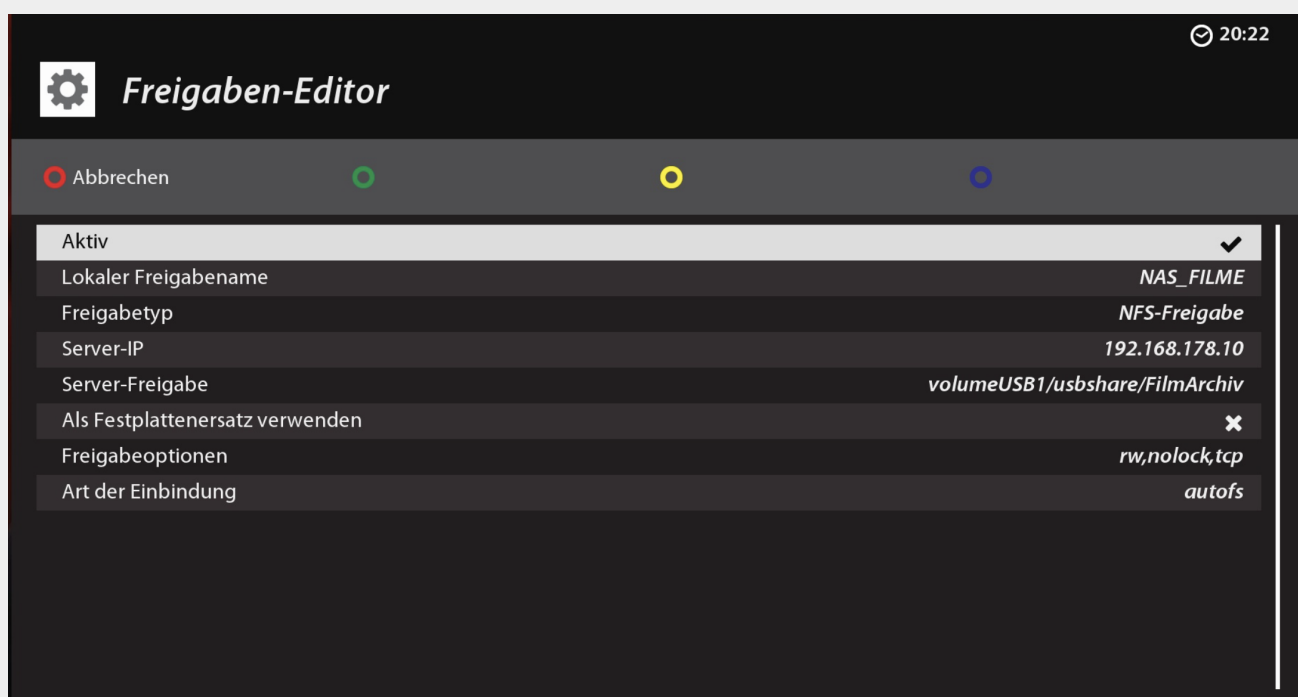 20:22
Freigaben-Editor
Abbrechen
Aktiv
Lokaler Freigabename NAS_FILME
Freigabetyp NFS-Freigabe
Server-IP 192.168.178.10
Server-Freigabe volumeUSB1/usbshare/FilmArchiv
Als Festplattenersatz verwenden
Freigabeoptionen rw,nolock,tcp
Art der Einbindung autofs